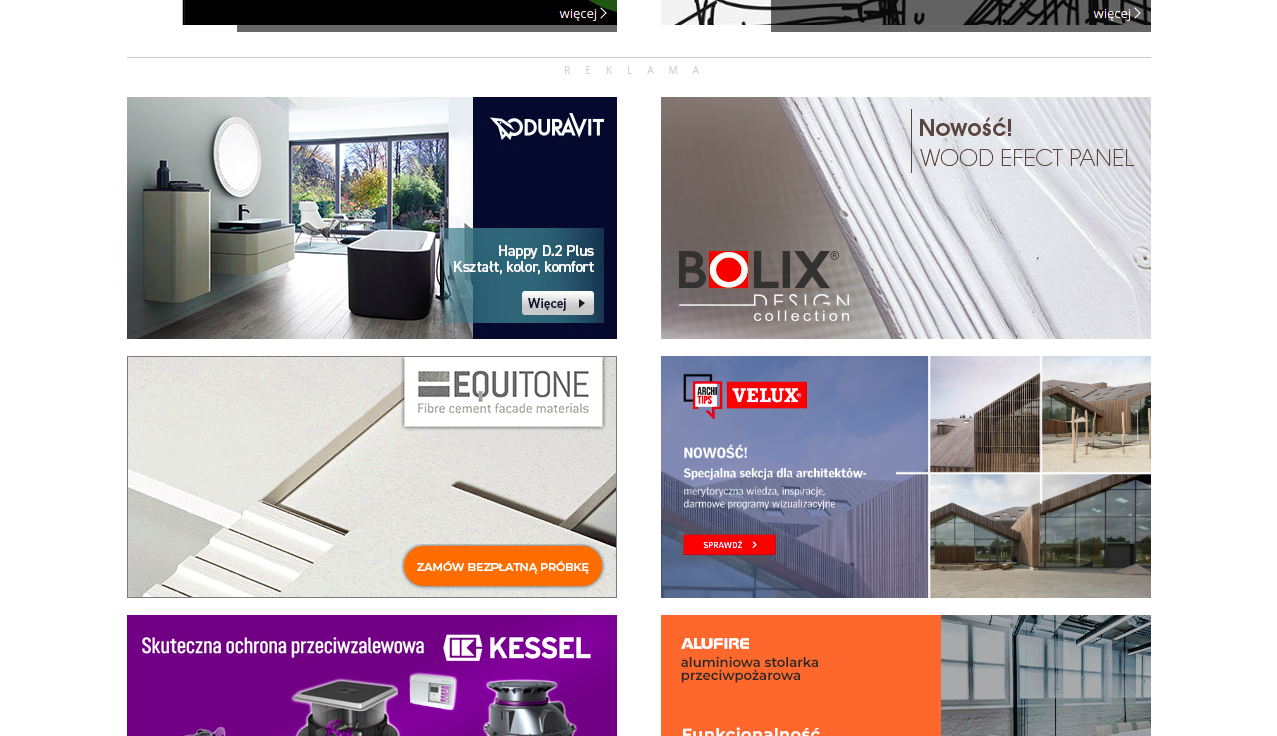 więcej
więcej
REKLAMA
DURAVIT
Happy D.2 Plus
Kształt, kolor, komfort
Więcej
Nowość!
WOOD EFECT PANEL
BOLIX®
DESIGN
collection
EQUITONE
Fibre cement facade materials
ZAMÓW BEZPŁATNĄ PRÓBKĘ
ARCHI
TIPS
VELUX®
NOWOŚĆ!
Specjalna sekcja dla architektów-
merytoryczna wiedza, inspiracje,
darmowe programy wizualizacyjne
SPRAWDŹ
Skuteczna ochrona przeciwzalewowa
KESSEL
ALUFIRE
aluminiowa stolarka
przeciwpożarowa
Funkcjonalność